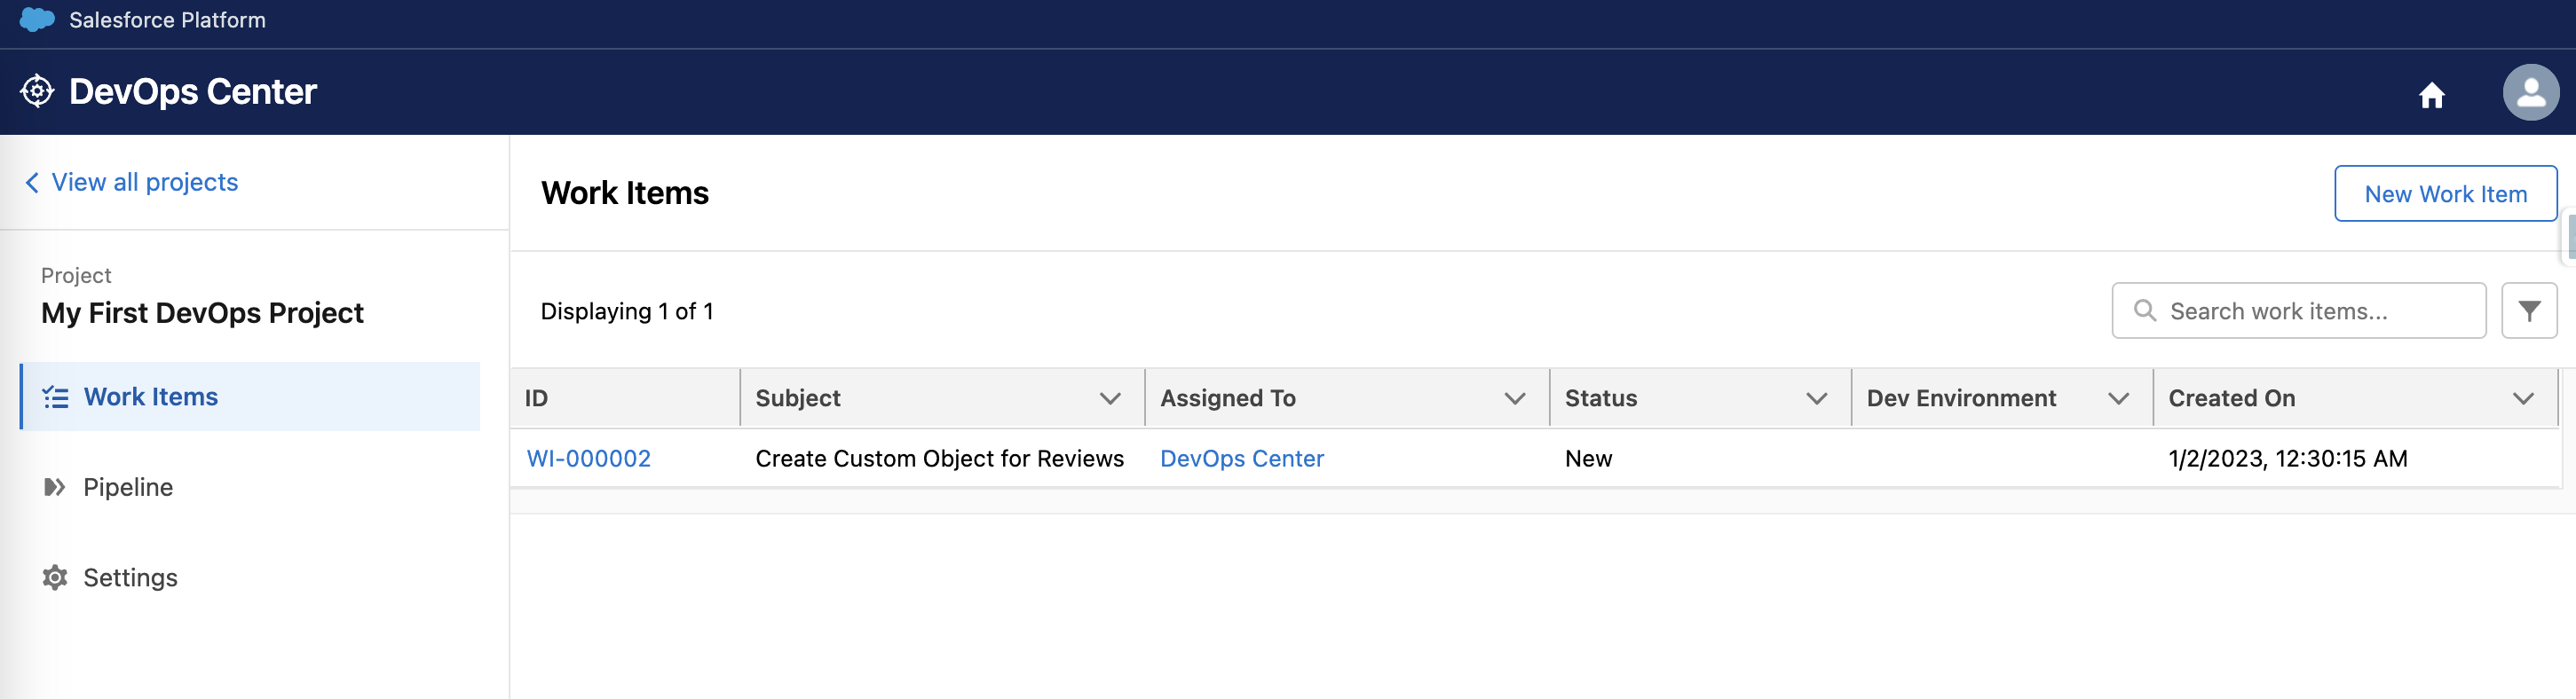 Salesforce Platform
DevOps Center
View all projects
Project
My First DevOps Project
Work Items
Pipeline
Settings
Work Items
New Work Item
Displaying 1 of 1
Search work items...
ID Subject Assigned To Status Dev Environment Created On
WI-000002 Create Custom Object for Reviews DevOps Center New 1/2/2023, 12:30:15 AM